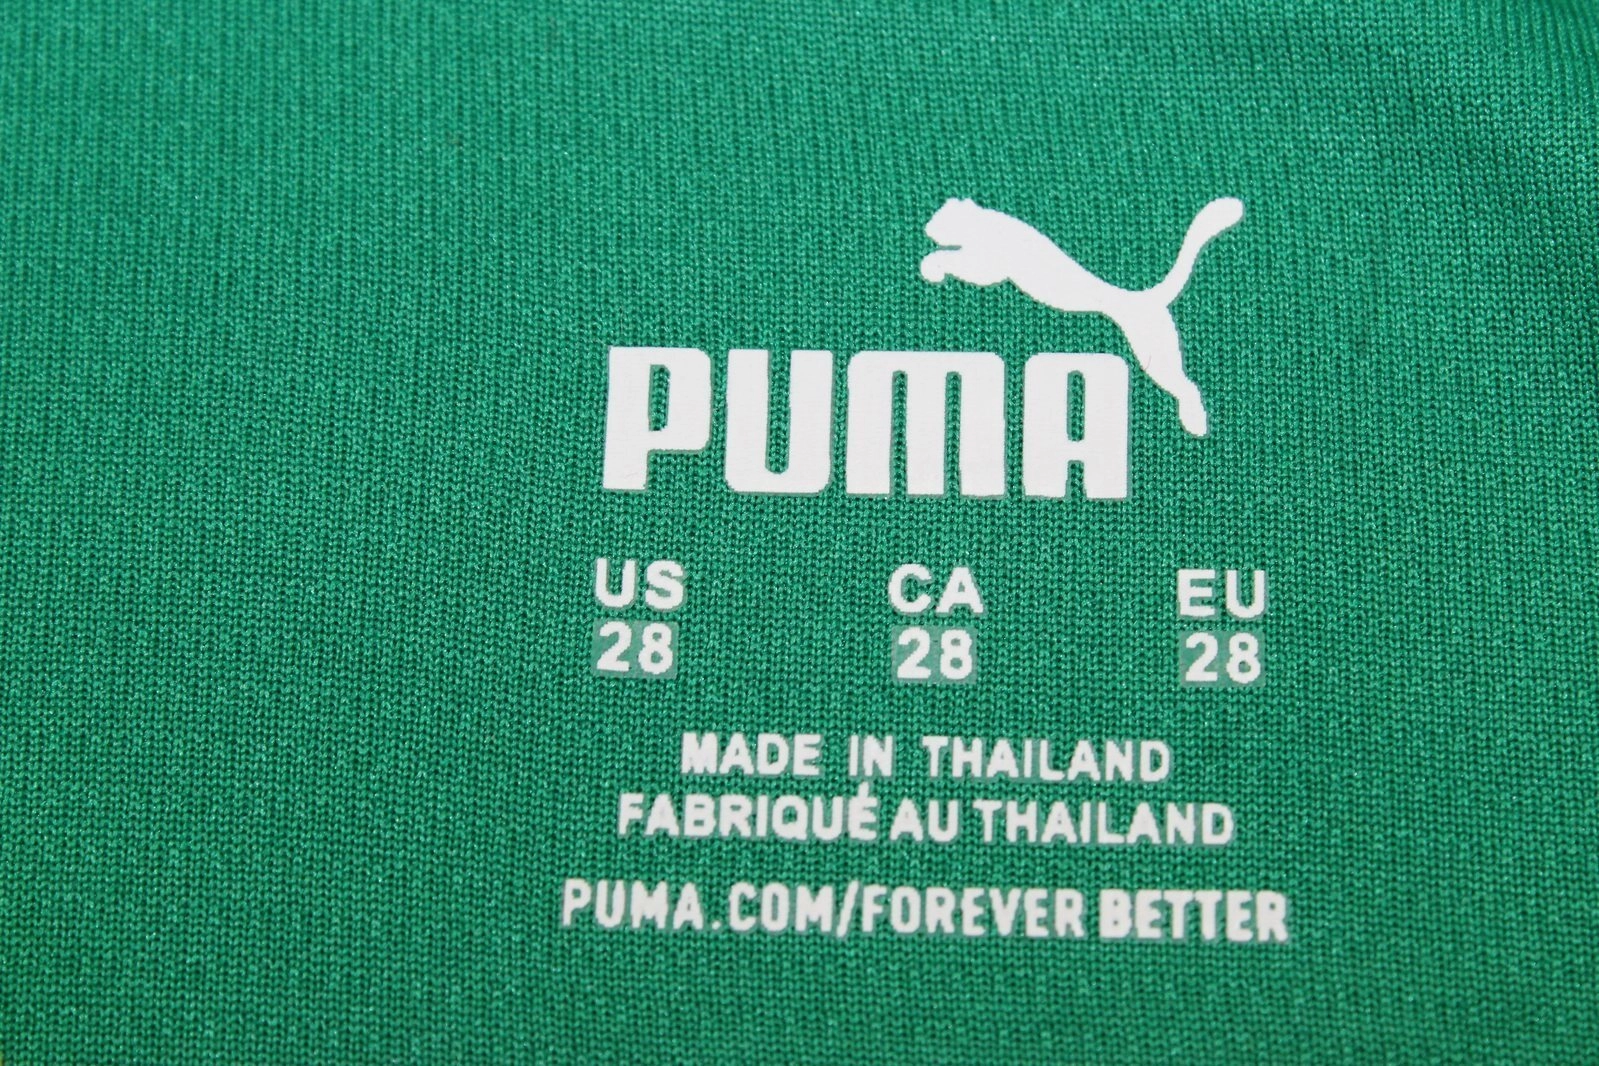 PUMA
US CA EU
28 28 28
MADE IN THAILAND
FABRIQUÉ AU THAILAND
PUMA.COM/FOREVER BETTER